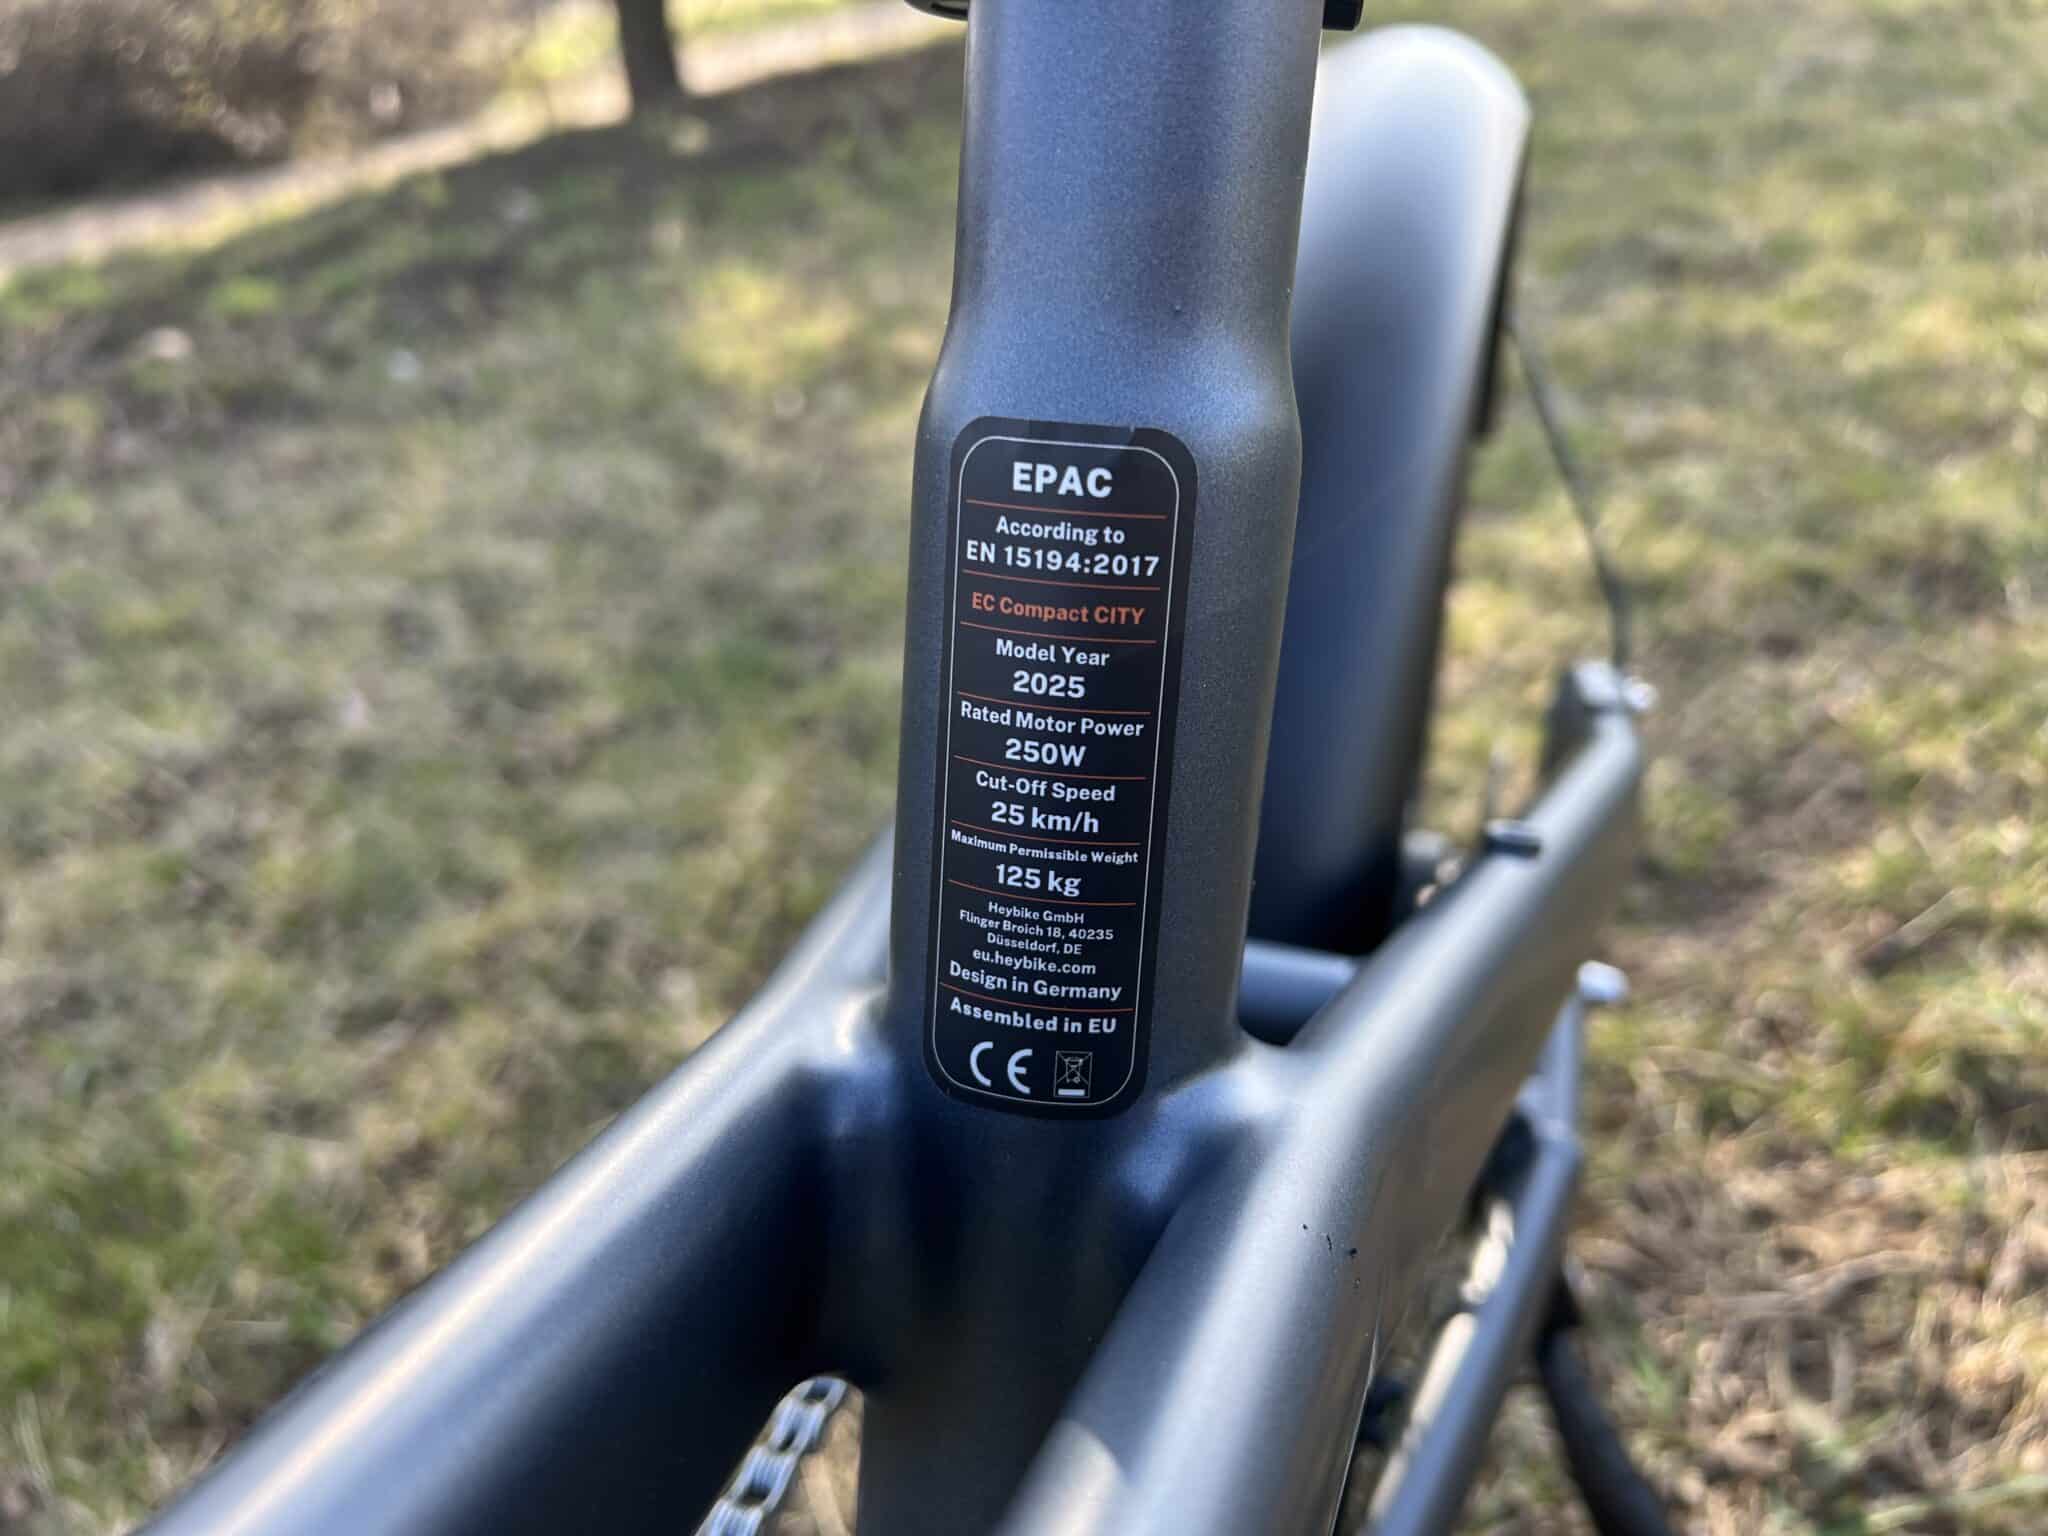 EPAC
According to
EN 15194:2017
EC Compact CITY
Model Year
2025
Rated Motor Power
250W
Cut-Off Speed
25 km/h
Maximum Permissible Weight
125 kg
Heybike GmbH
Flinger Broich 18, 40235
Düsseldorf, DE
eu.heybike.com
Design in Germany
Assembled in EU
CE